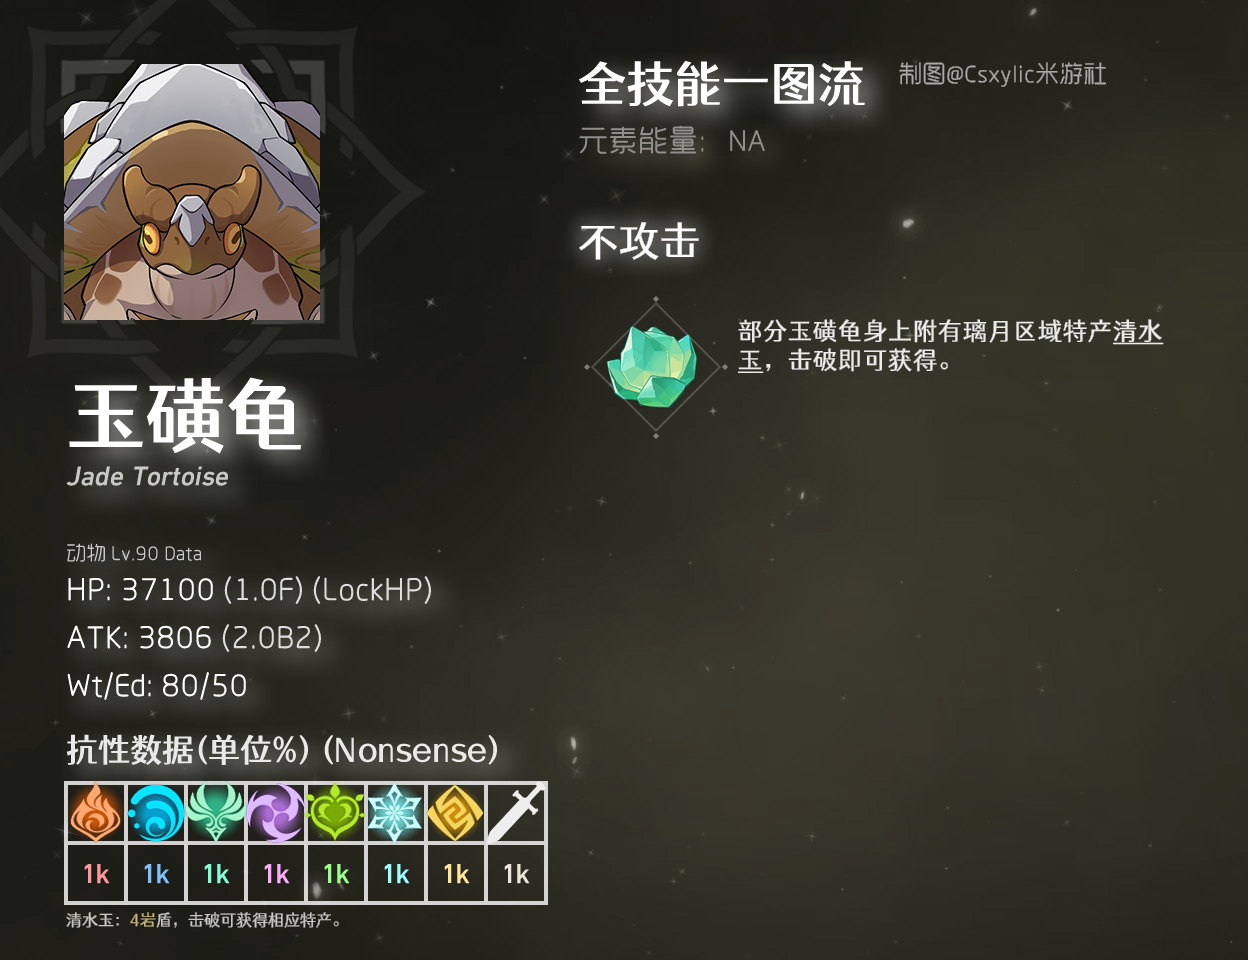 全技能一图流
制图@Csxylic米游社
元素能量： NA
不攻击
部分玉磺龟身上附有璃月区域特产清水
玉，击破即可获得。
玉磺龟
Jade Tortoise
动物 Lv.90 Data
HP: 37100 (1.0F) (LockHP)
ATK: 3806 (2.0B2)
Wt/Ed: 80/50
抗性数据(单位%) (Nonsense)
1k 1k 1k 1k 1k 1k 1k 1k
清水玉：4岩盾，击破可获得相应特产。